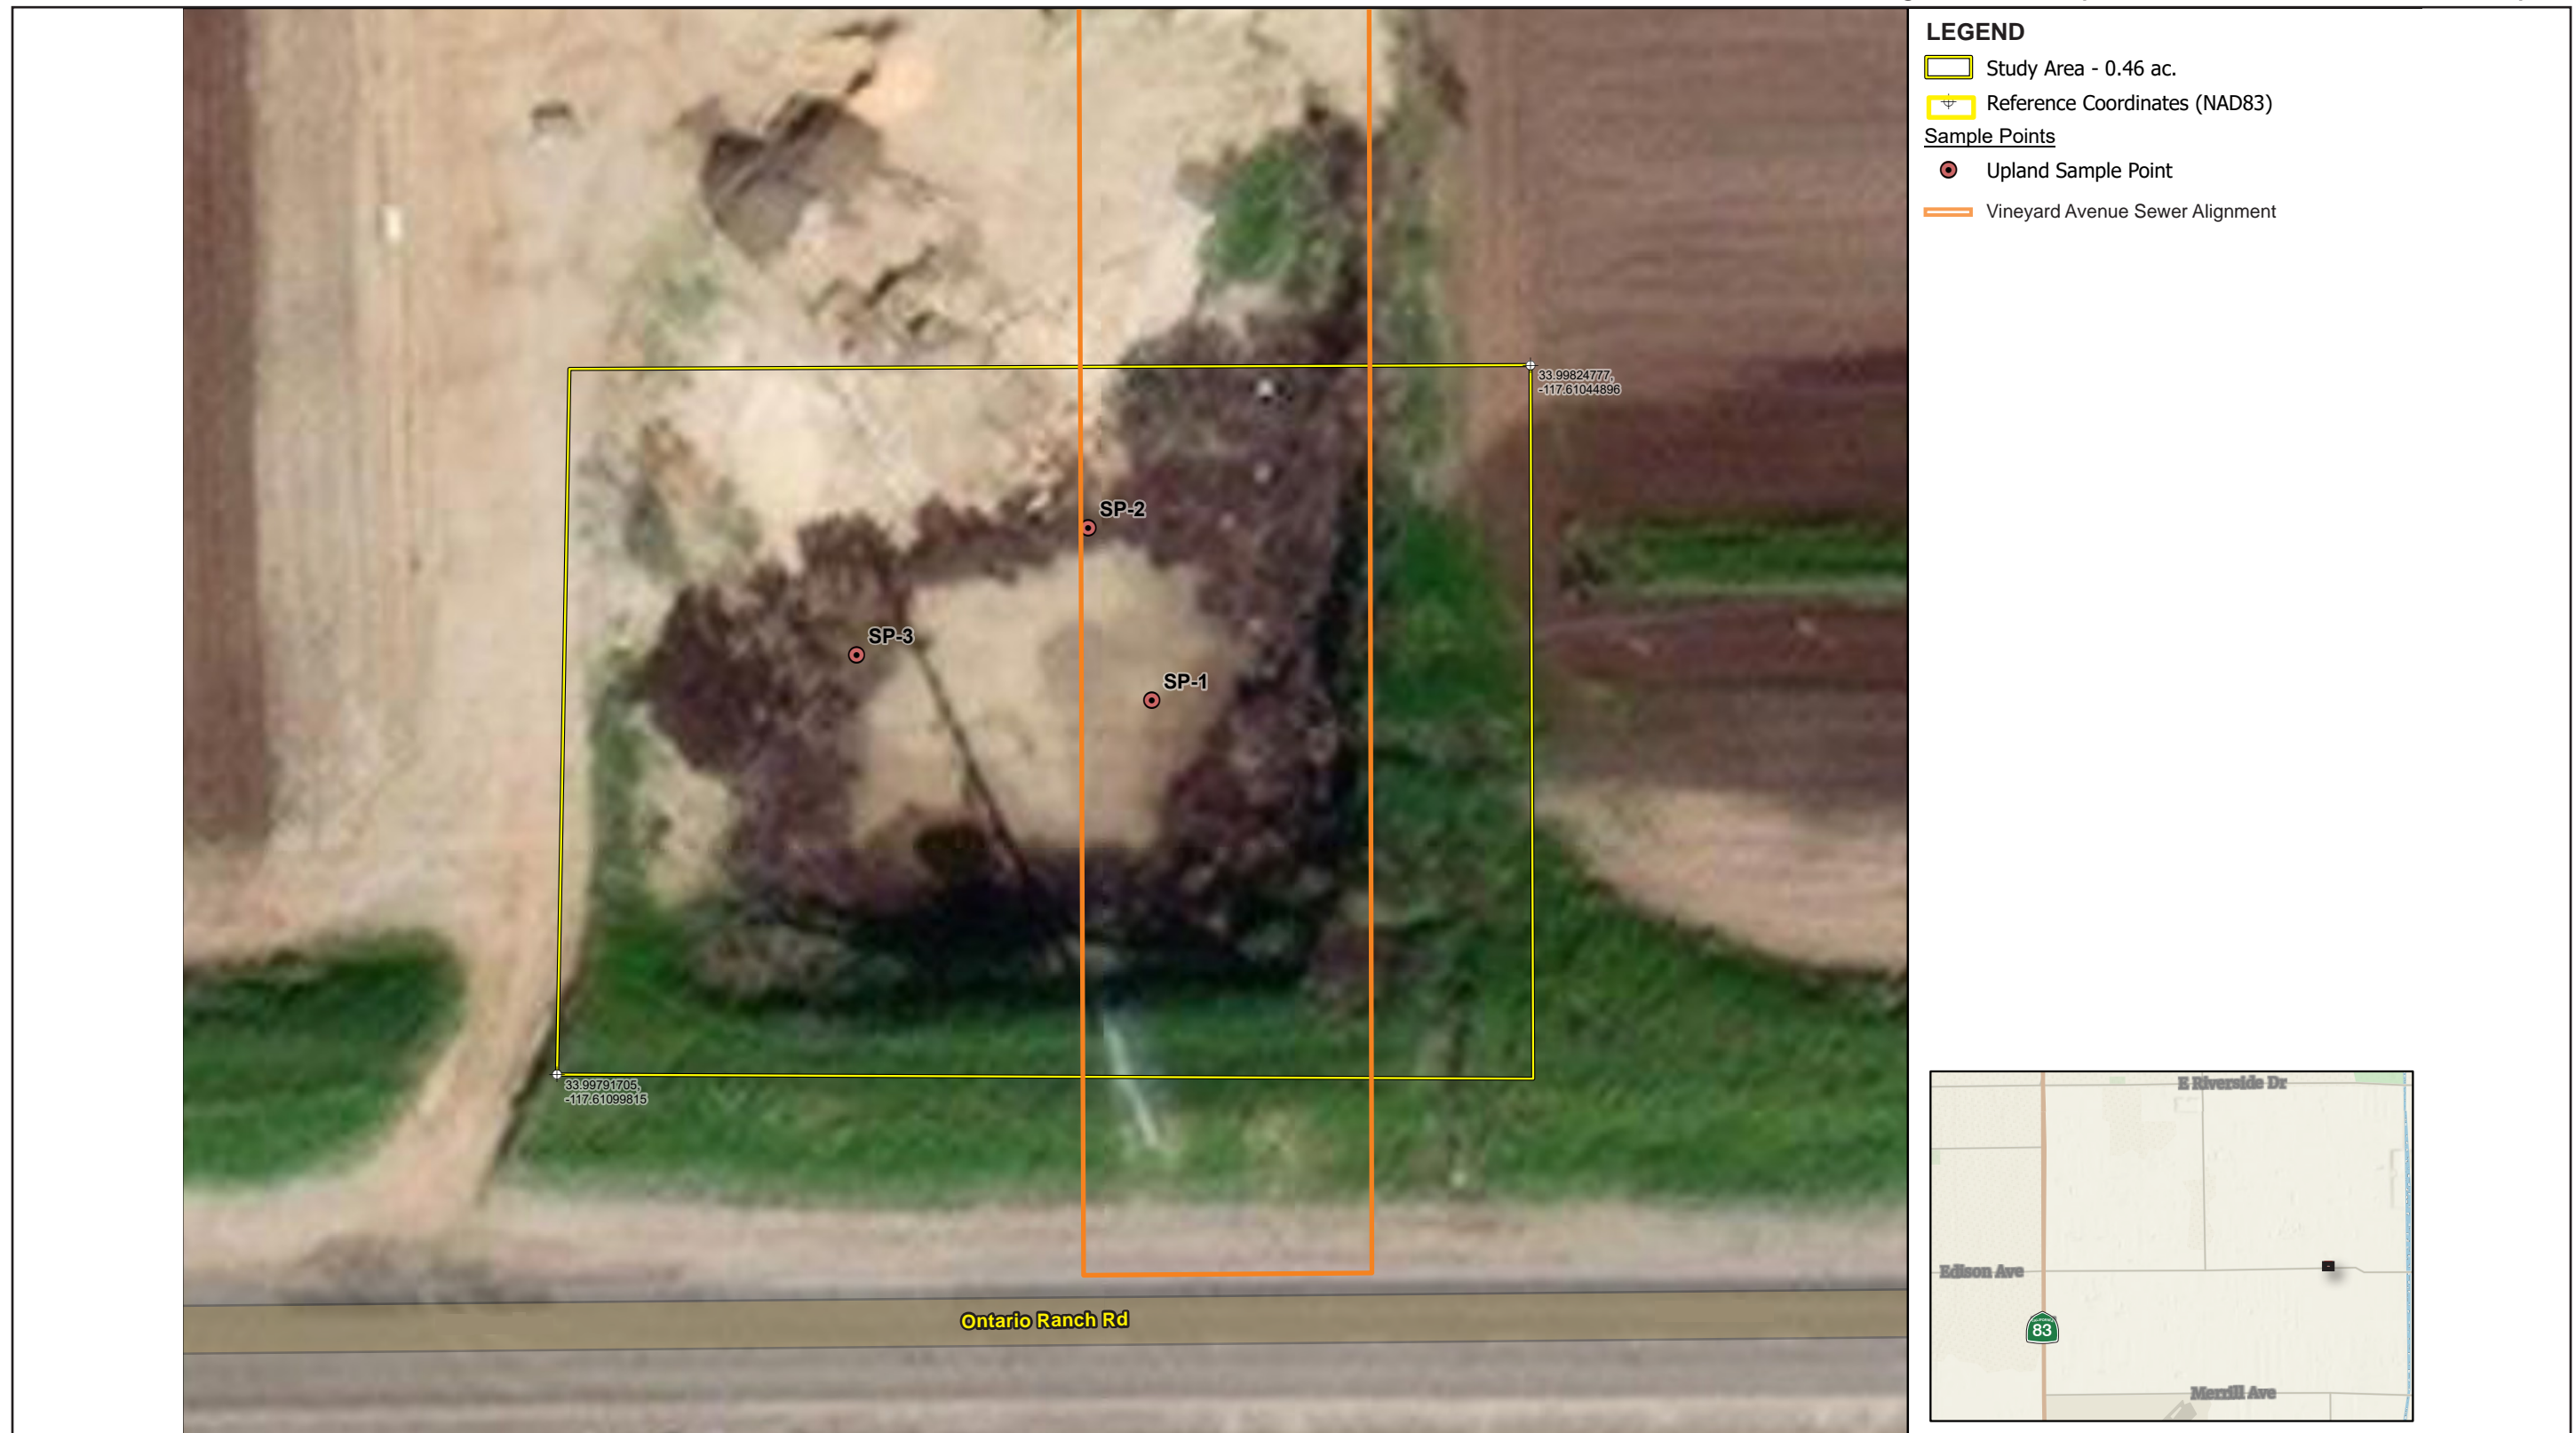 LEGEND
Study Area - 0.46 ac.
Reference Coordinates (NAD83)
Sample Points
Upland Sample Point
Vineyard Avenue Sewer Alignment
33.99824777,
-117.61044896
SP-2
SP-3
SP-1
33.99791705,
-117.61099815
Ontario Ranch Rd
E Riverside Dr
Edison Ave
83
Merrill Ave